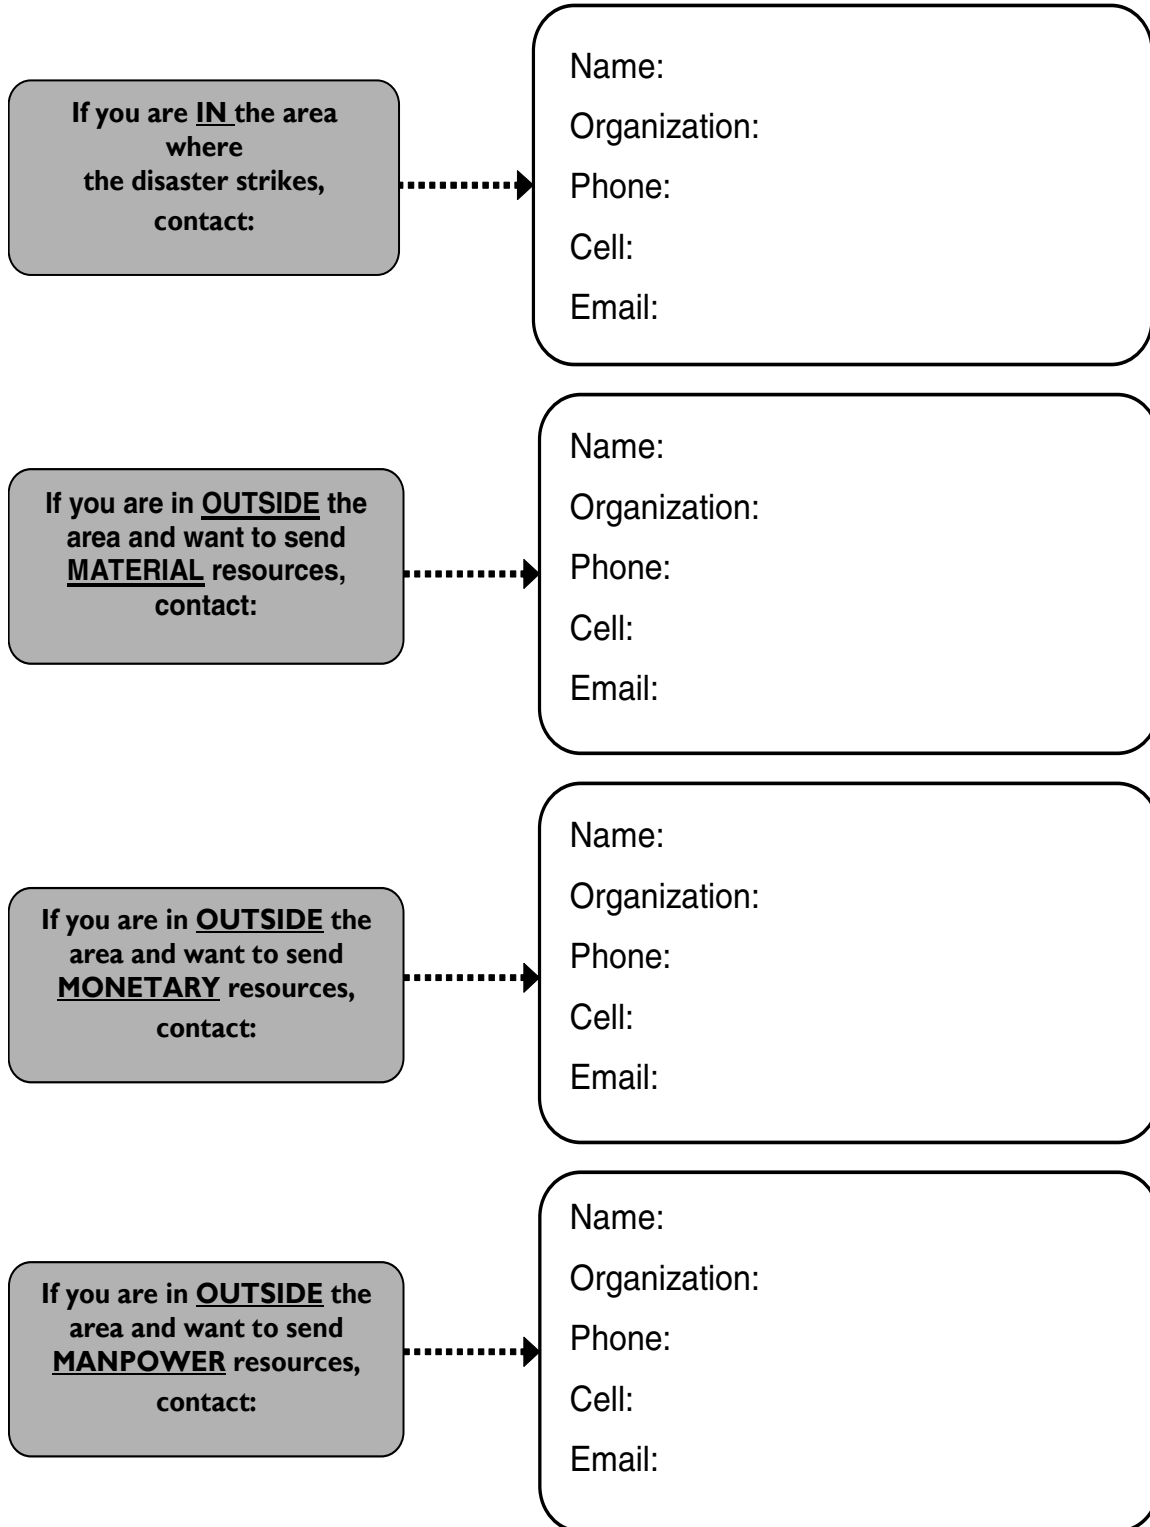 If you are IN the area
where
the disaster strikes,
contact:
Name:
Organization:
Phone:
Cell:
Email:
If you are in OUTSIDE the
area and want to send
MATERIAL resources,
contact:
Name:
Organization:
Phone:
Cell:
Email:
If you are in OUTSIDE the
area and want to send
MONETARY resources,
contact:
Name:
Organization:
Phone:
Cell:
Email:
If you are in OUTSIDE the
area and want to send
MANPOWER resources,
contact:
Name:
Organization:
Phone:
Cell:
Email: